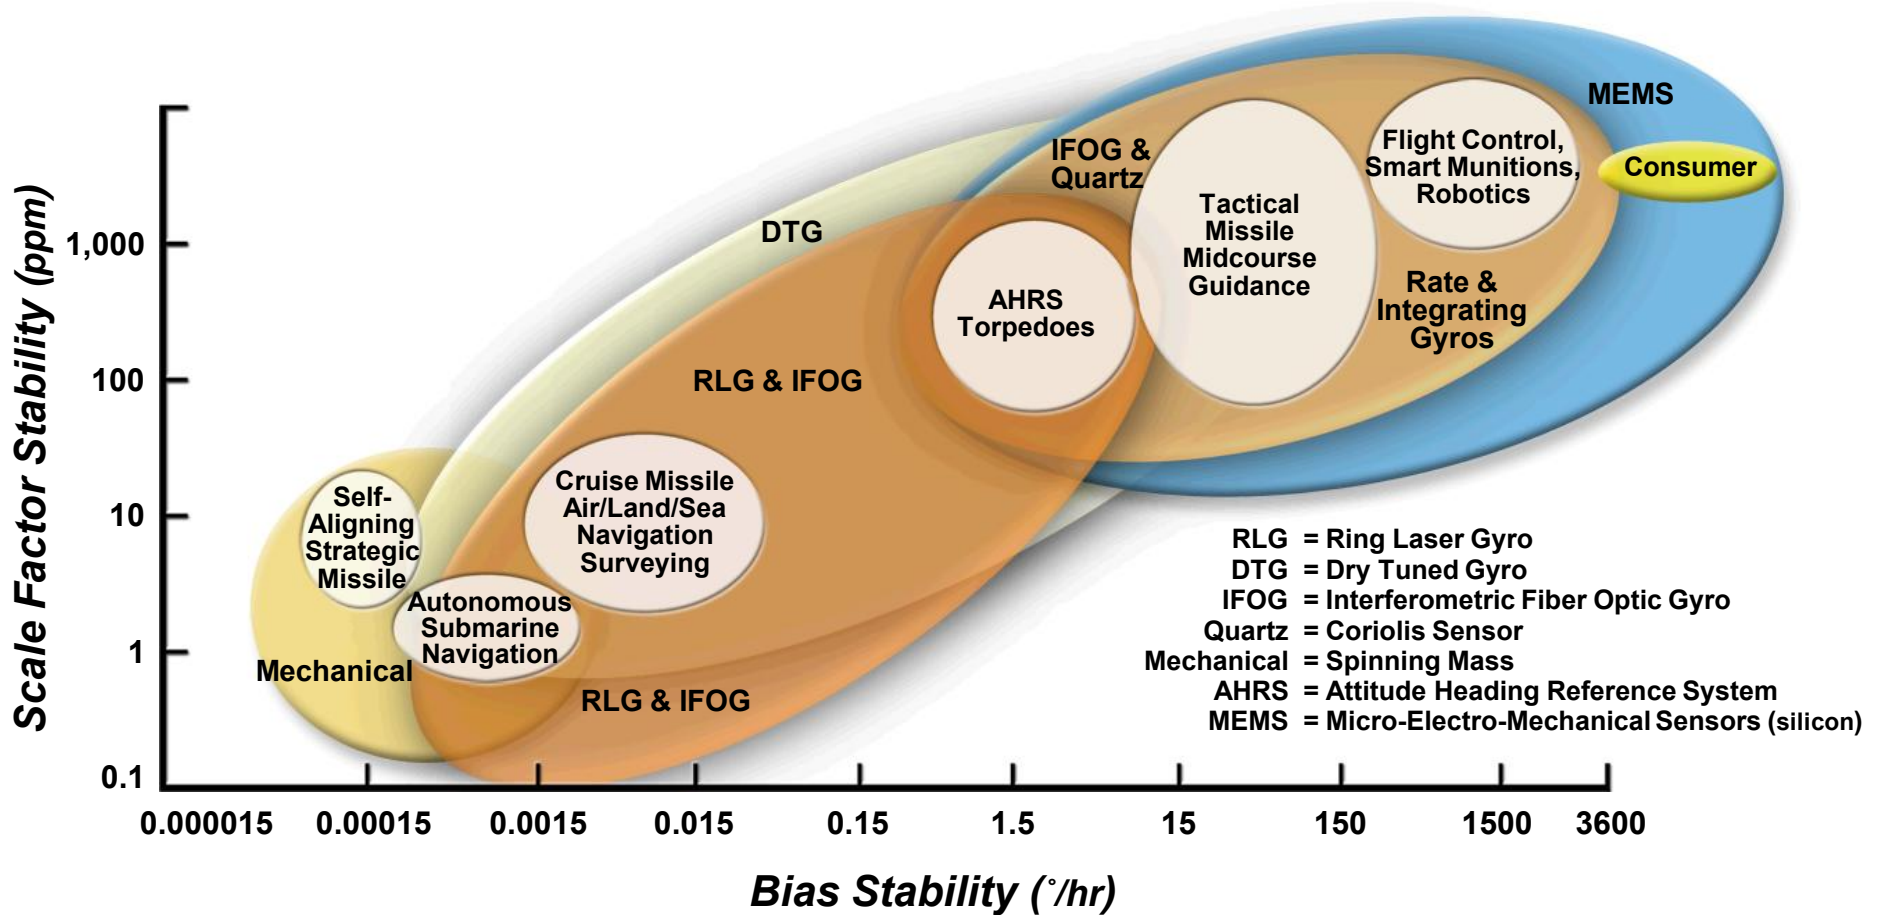 MEMS
IFOG &
Quartz
Flight Control,
Smart Munitions,
Robotics
Consumer
Tactical
Missile
Midcourse
Guidance
DTG
Rate &
Integrating
Gyros
AHRS
Torpedoes
RLG & IFOG
Cruise Missile
Air/Land/Sea
Navigation
Surveying
Self-
Aligning
Strategic
Missile
Autonomous
Submarine
Navigation
Mechanical
RLG & IFOG
RLG = Ring Laser Gyro
DTG = Dry Tuned Gyro
IFOG = Interferometric Fiber Optic Gyro
Quartz = Coriolis Sensor
Mechanical = Spinning Mass
AHRS = Attitude Heading Reference System
MEMS = Micro-Electro-Mechanical Sensors (silicon)
Scale Factor Stability (ppm)
1,000
100
10
1
0.1
0.000015 0.00015 0.0015 0.015 0.15 1.5 15 150 1500 3600
Bias Stability (˚/hr)